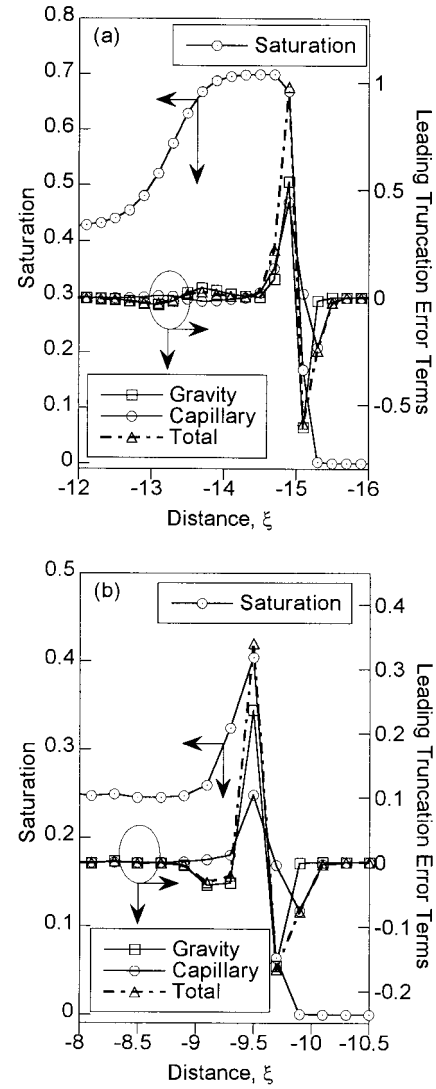 (a)
Saturation
0.8
0.7
0.6
0.5
0.4
0.3
0.2
0.1
0
Saturation
1
0.5
0
-0.5
Leading Truncation Error Terms
Gravity
Capillary
Total
-12
-13
-14
-15
-16
Distance, ξ
(b)
Saturation
0.5
0.4
0.3
0.2
0.1
0
Saturation
0.4
0.3
0.2
0.1
0
-0.1
-0.2
Leading Truncation Error Terms
Gravity
Capillary
Total
-8
-8.5
-9
-9.5
-10
-10.5
Distance, ξ